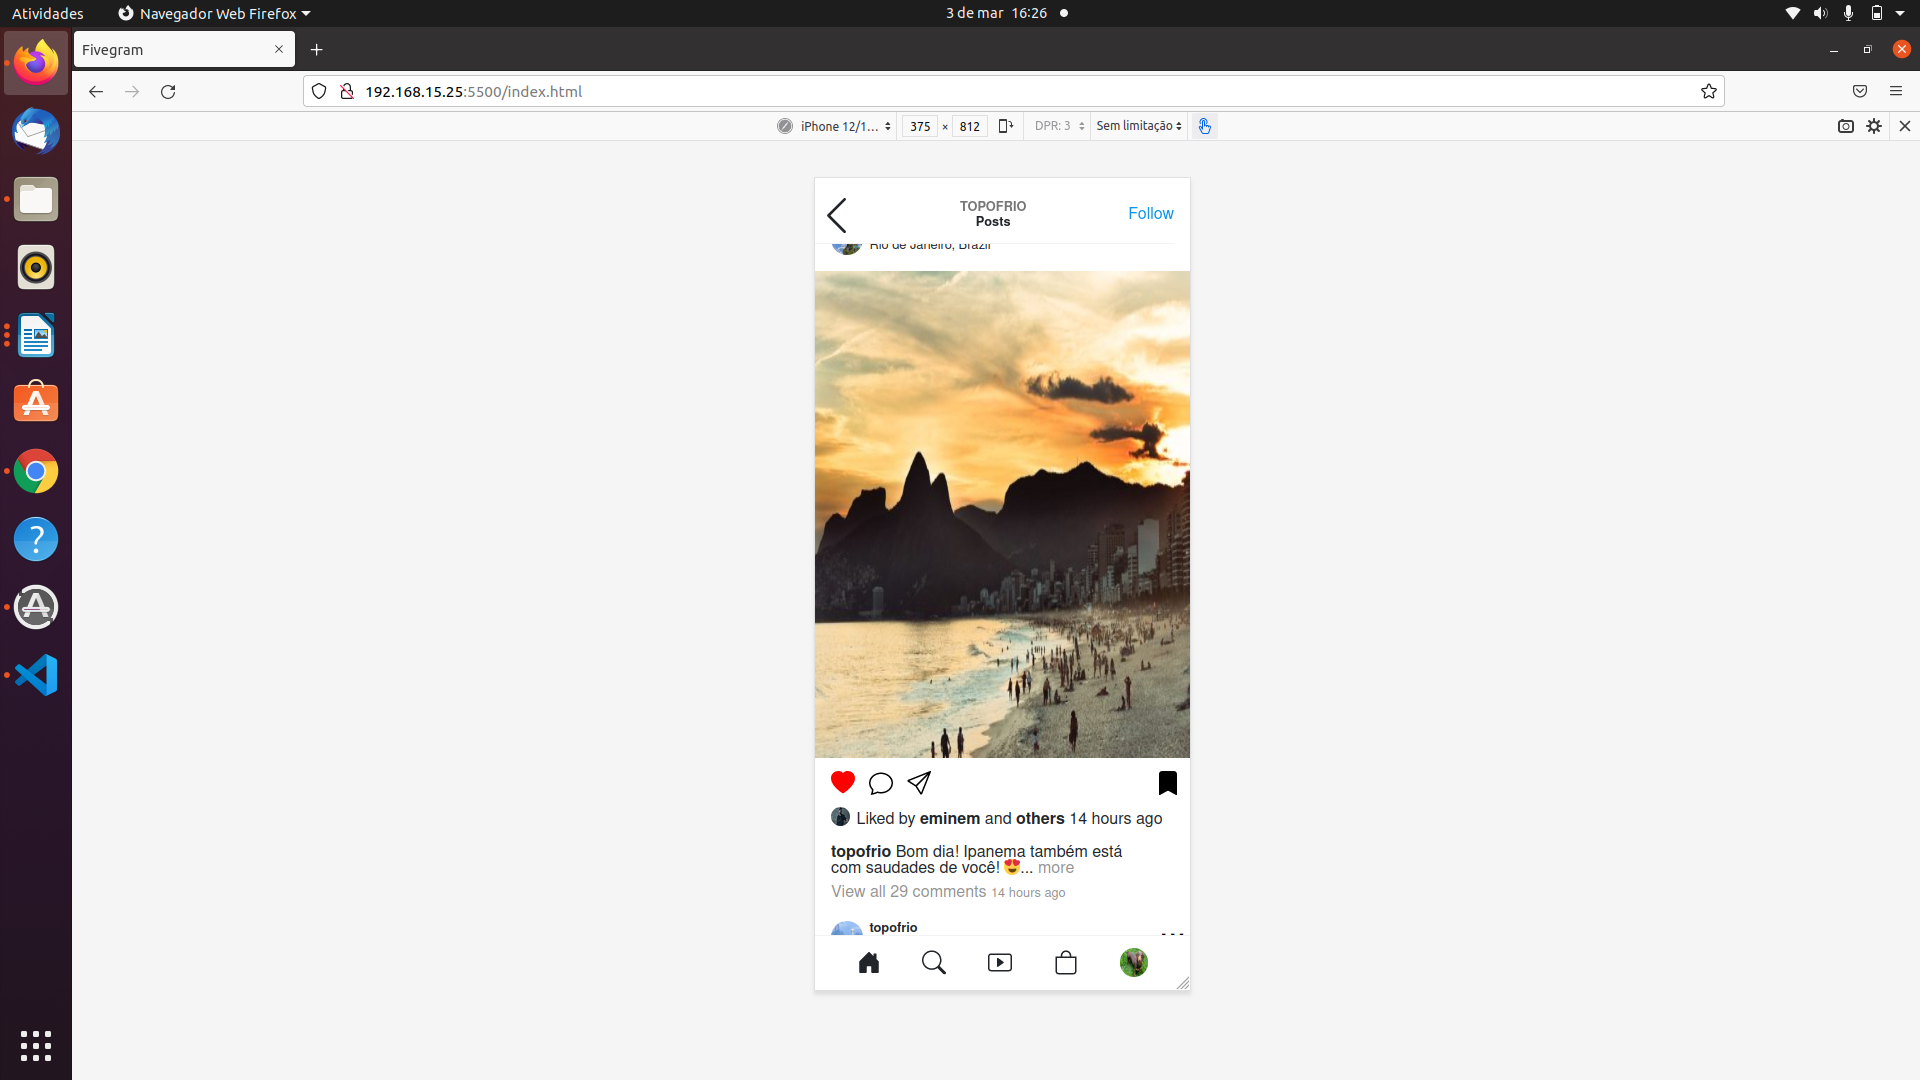 Atividades
Navegador Web Firefox
3 de mar 16:26
Fivegram
192.168.15.25:5500/index.html
iPhone 12/1...
375 × 812
DPR: 3
Sem limitação
TOPOFRIO
Posts
Follow
Rio de Janeiro, Brazil
Liked by eminem and others 14 hours ago
topofrio Bom dia! Ipanema também está
com saudades de você! 😍... more
View all 29 comments 14 hours ago
topofrio